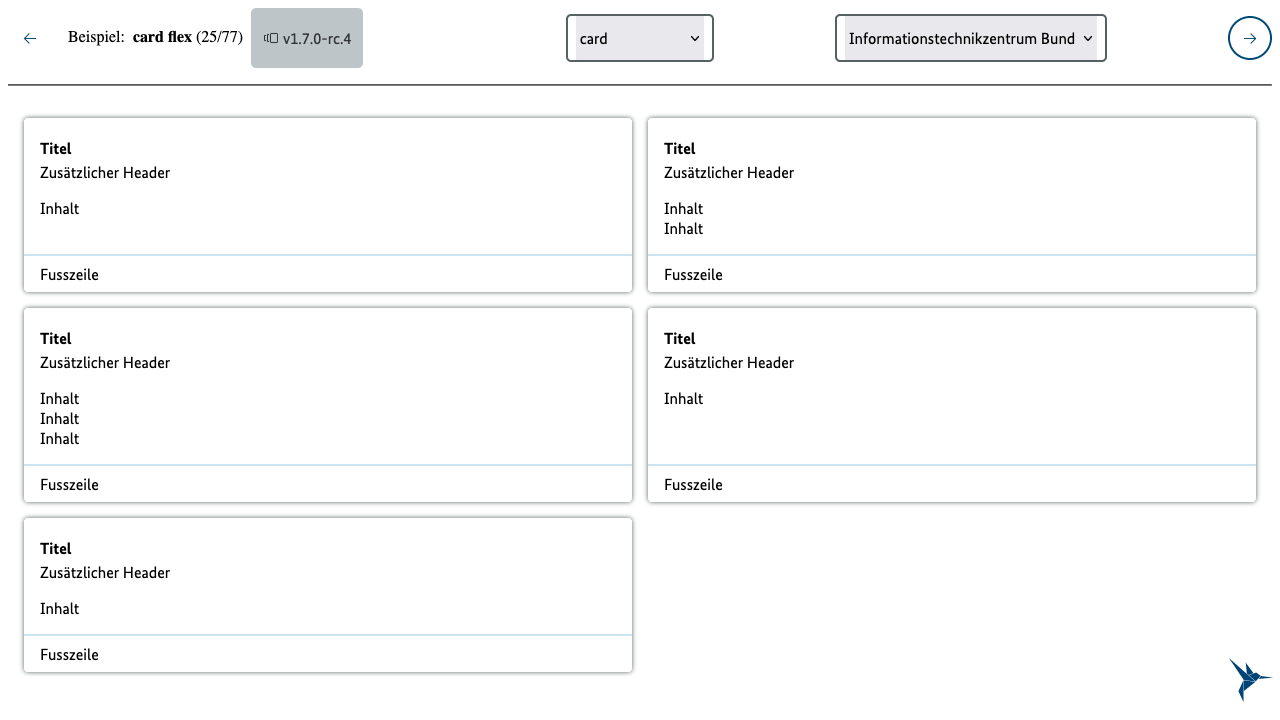 Beispiel: card flex (25/77) v1.7.0-rc.4 card Informationstechnikzentrum Bund
Titel
Zusätzlicher Header
Inhalt
Fusszeile
Titel
Zusätzlicher Header
Inhalt
Inhalt
Fusszeile
Titel
Zusätzlicher Header
Inhalt
Inhalt
Inhalt
Fusszeile
Titel
Zusätzlicher Header
Inhalt
Fusszeile
Titel
Zusätzlicher Header
Inhalt
Fusszeile